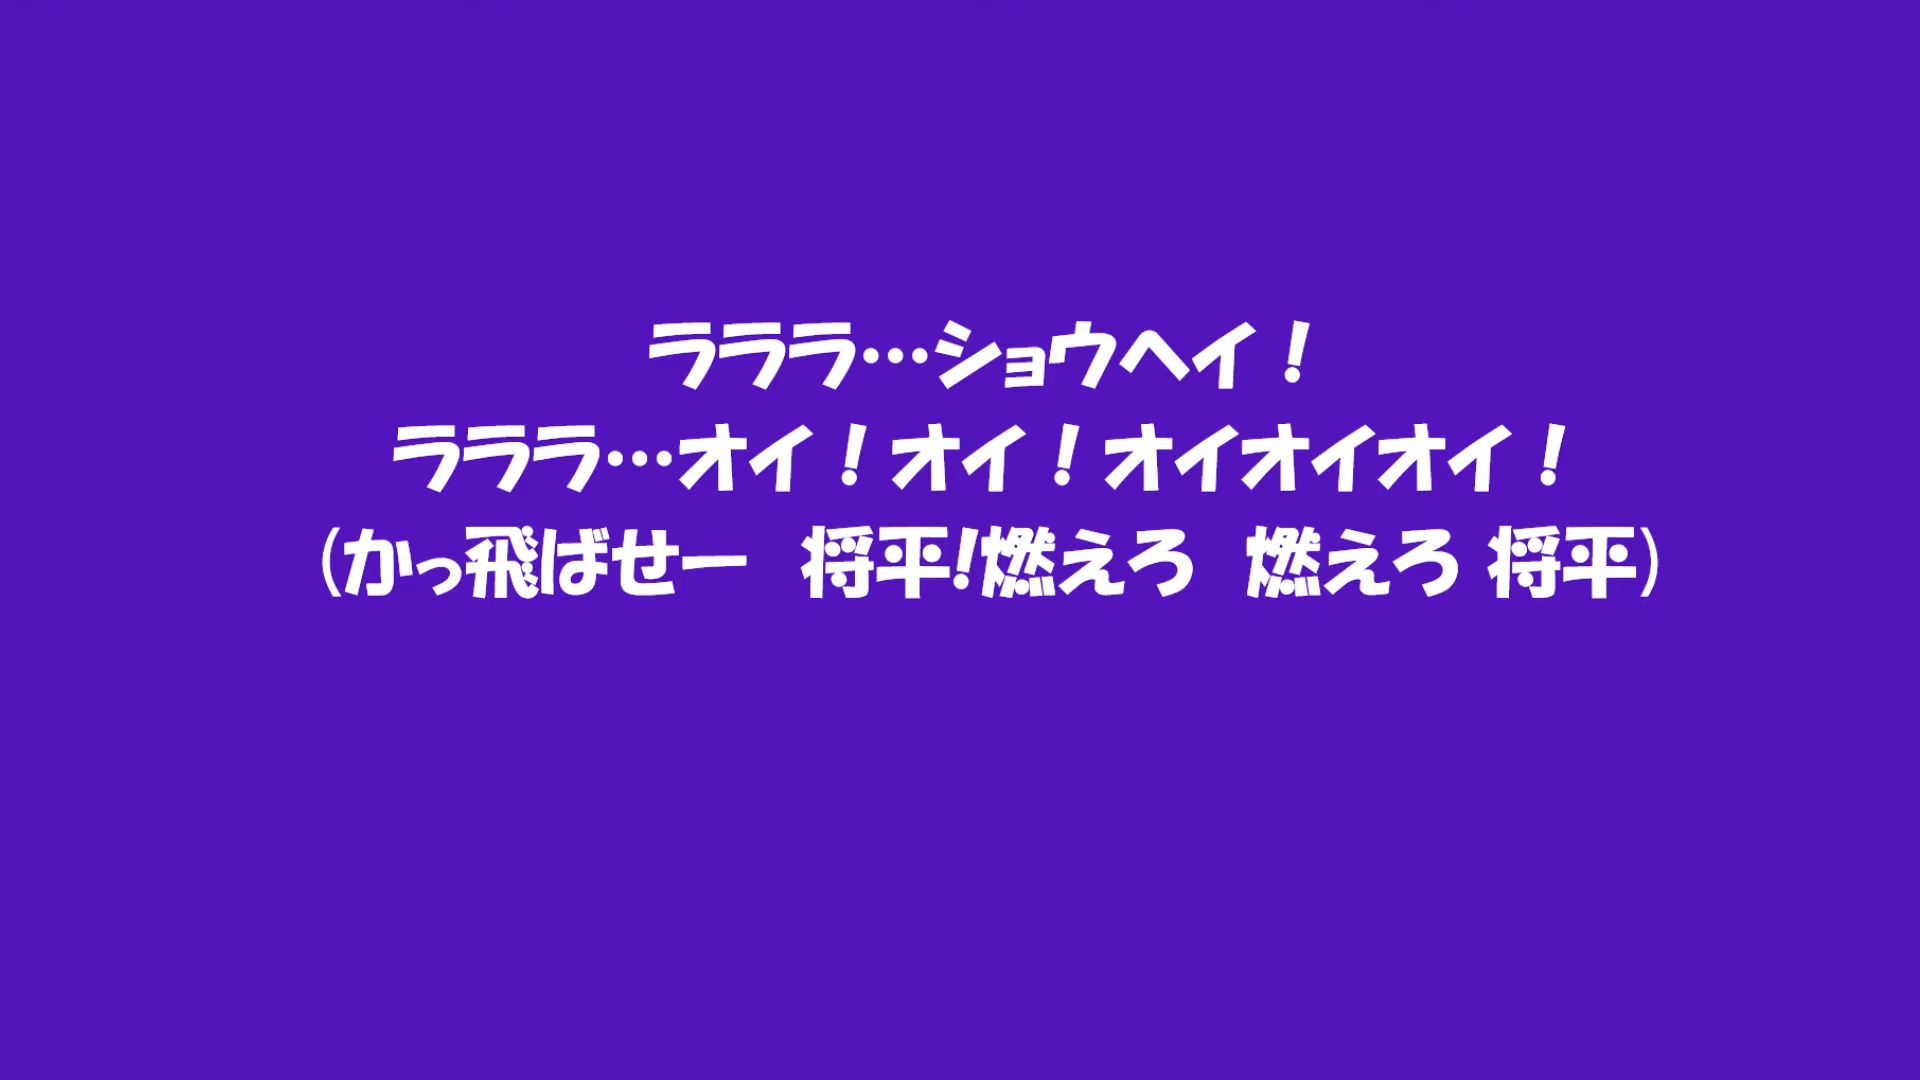 ラララ…ショウヘイ！
ラララ…オイ！オイ！オイオイオイ！
(かっ飛ばせー　将平!燃えろ　燃えろ 将平)